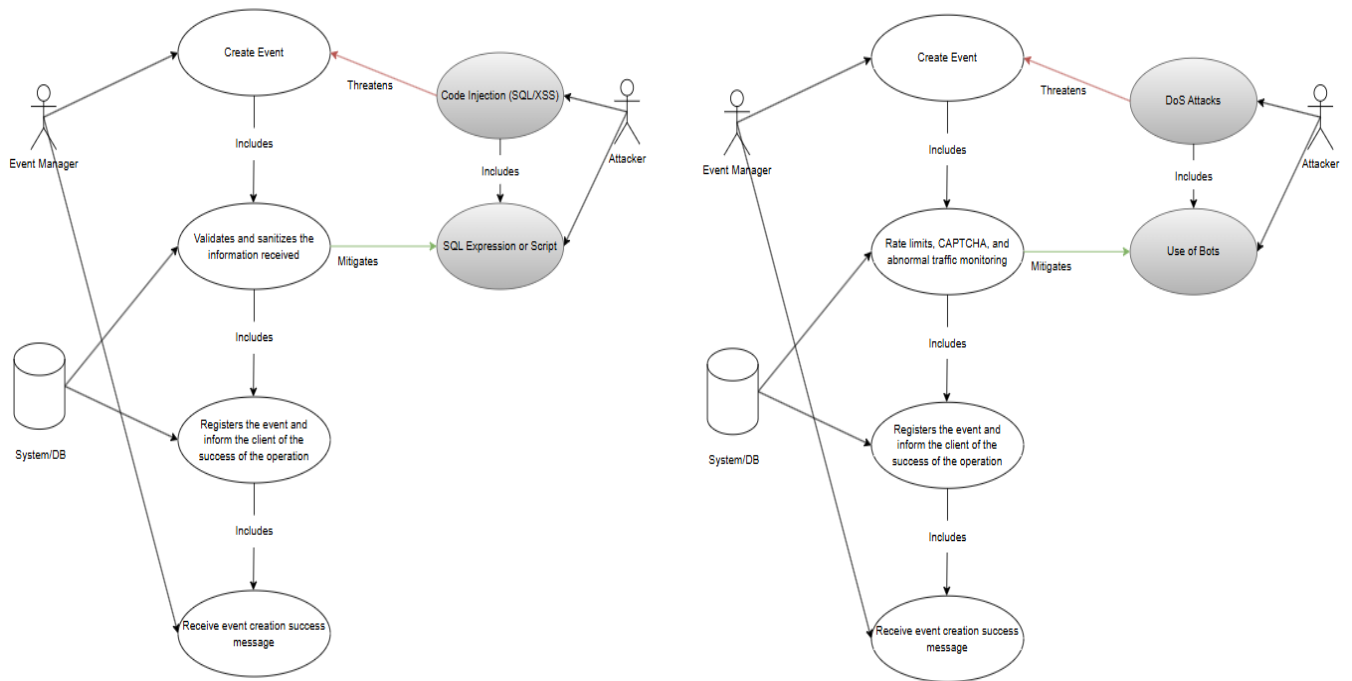 Create Event
Threatens
Code Injection (SQL/XSS)
Event Manager
Attacker
Includes
Includes
Validates and sanitizes the
information received
Mitigates
SQL Expression or Script
Includes
System/DB
Registers the event and
inform the client of the
success of the operation
Includes
Receive event creation success
message
Create Event
Threatens
DoS Attacks
Event Manager
Attacker
Includes
Includes
Rate limits, CAPTCHA, and
abnormal traffic monitoring
Mitigates
Use of Bots
Includes
System/DB
Registers the event and
inform the client of the
success of the operation
Includes
Receive event creation success
message